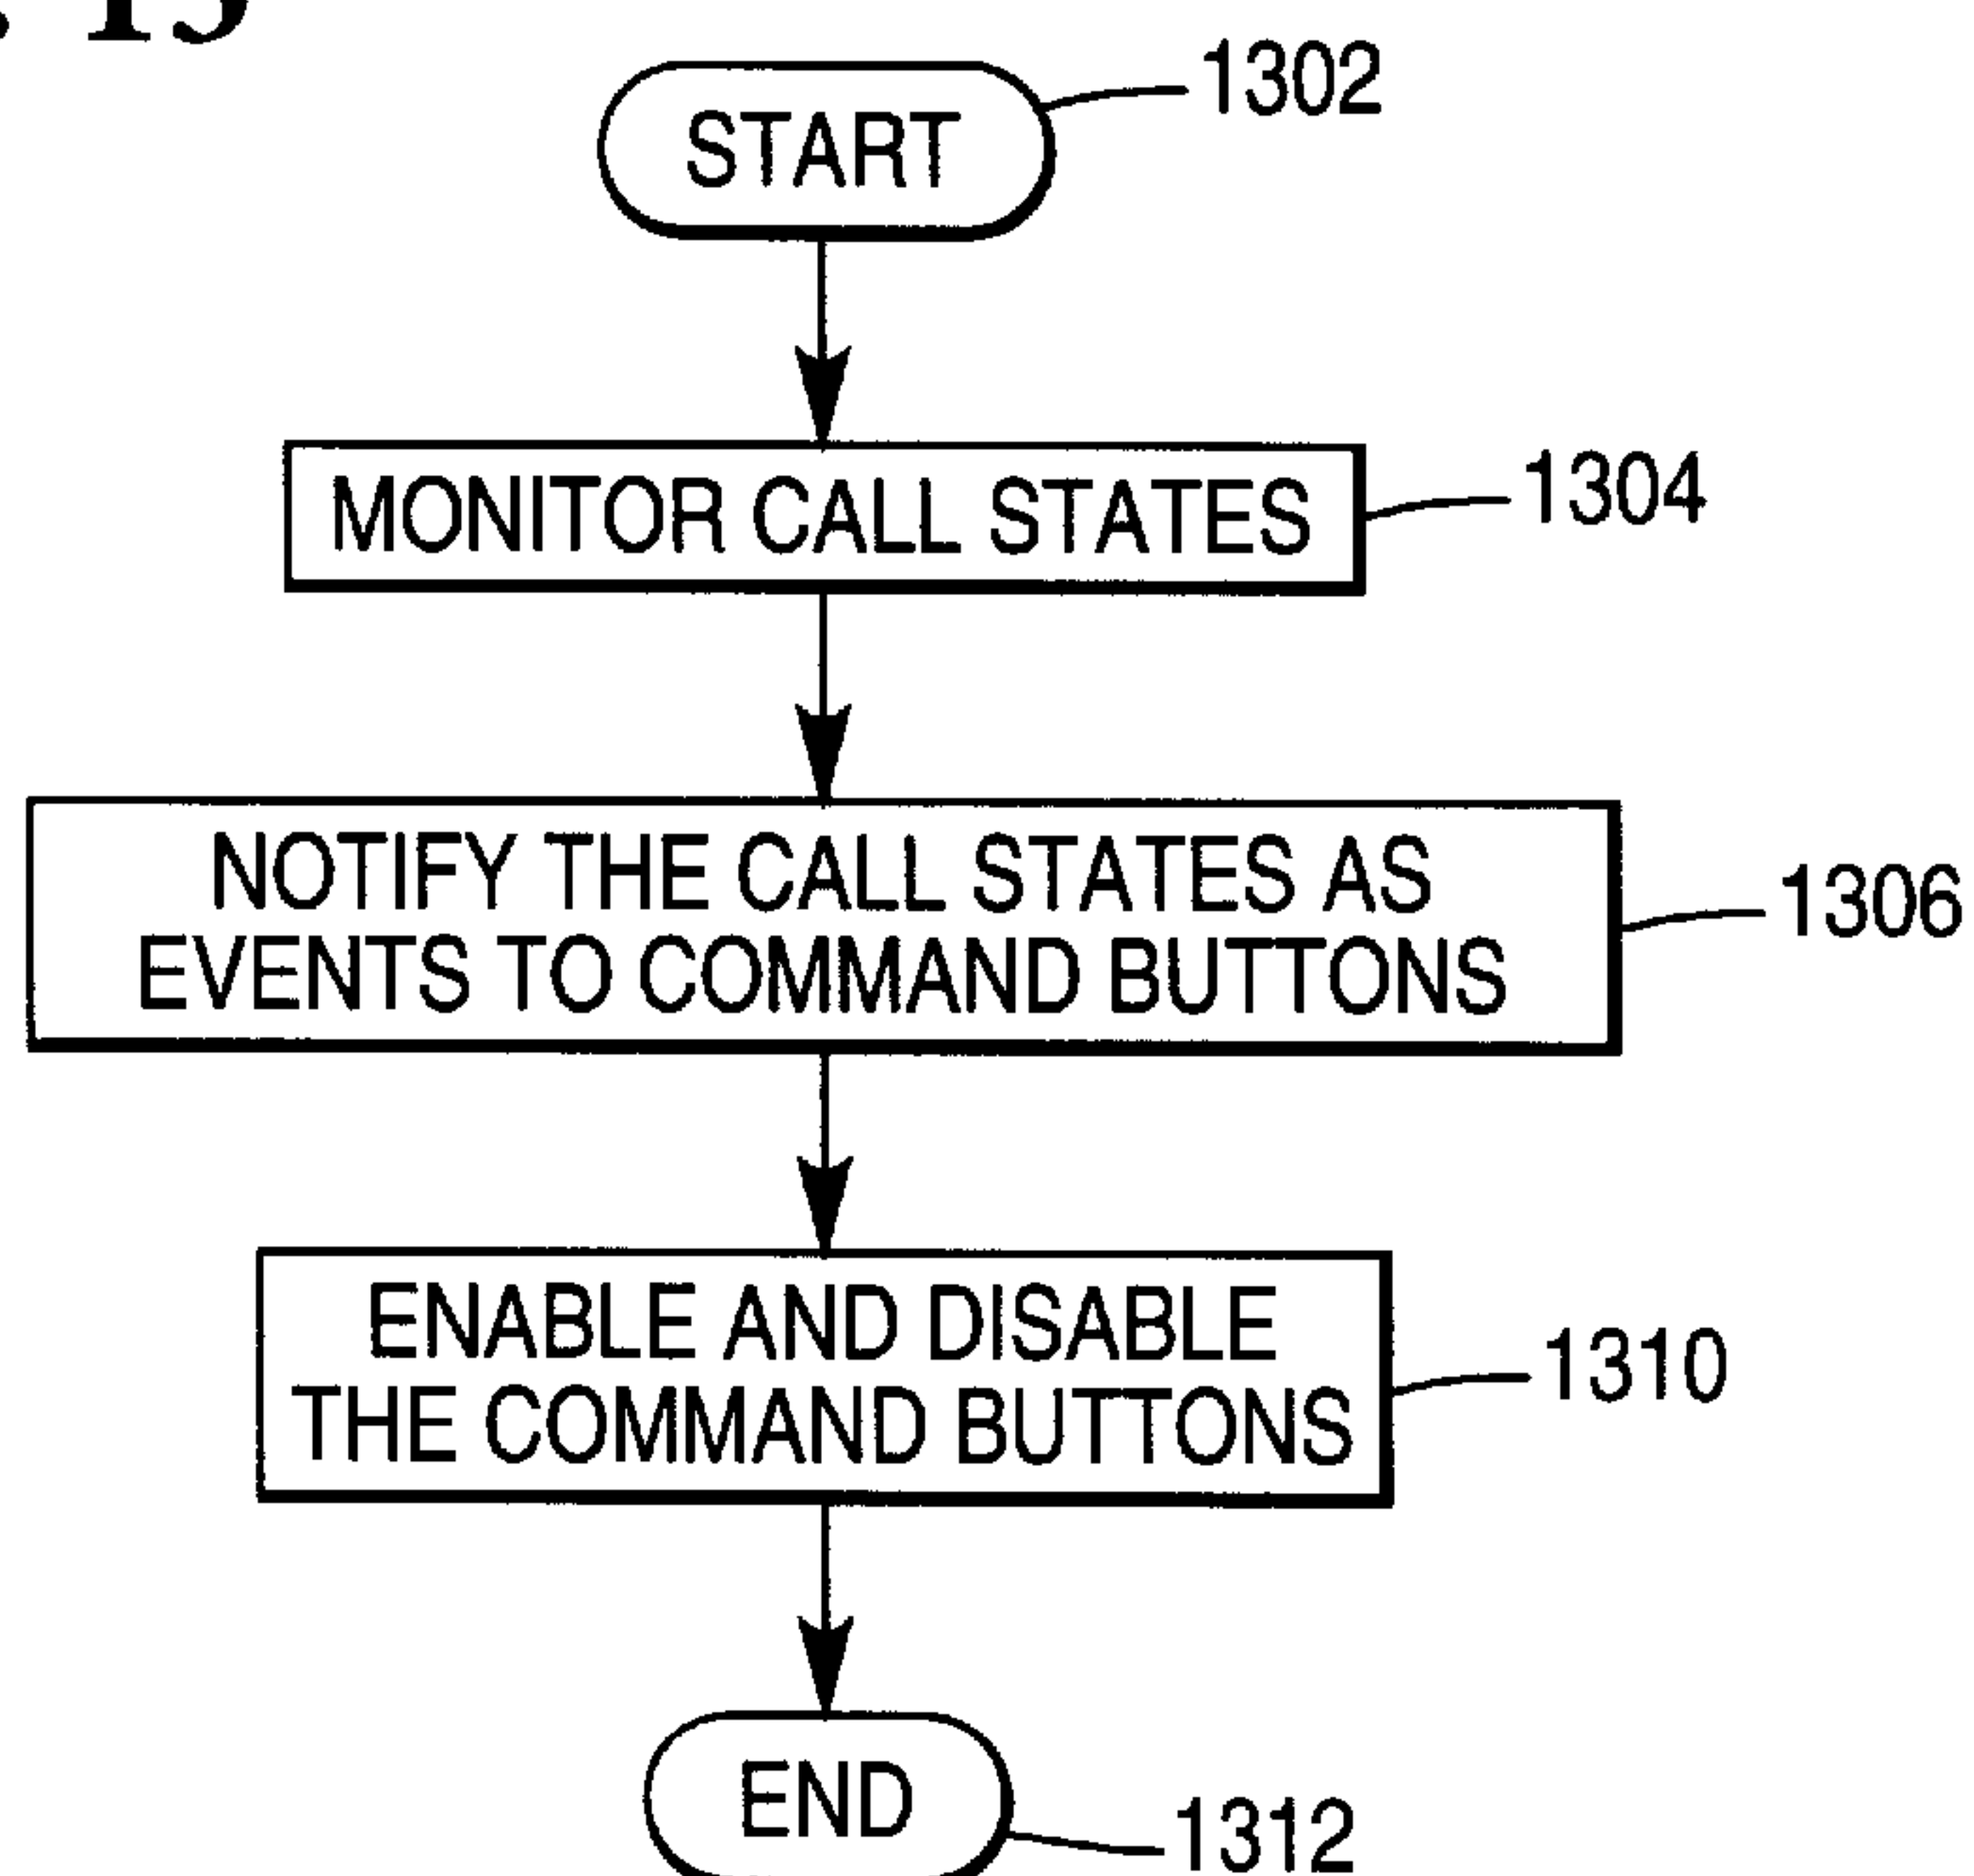 START
1302
MONITOR CALL STATES
1304
NOTIFY THE CALL STATES AS
EVENTS TO COMMAND BUTTONS
1306
ENABLE AND DISABLE
THE COMMAND BUTTONS
1310
END
1312